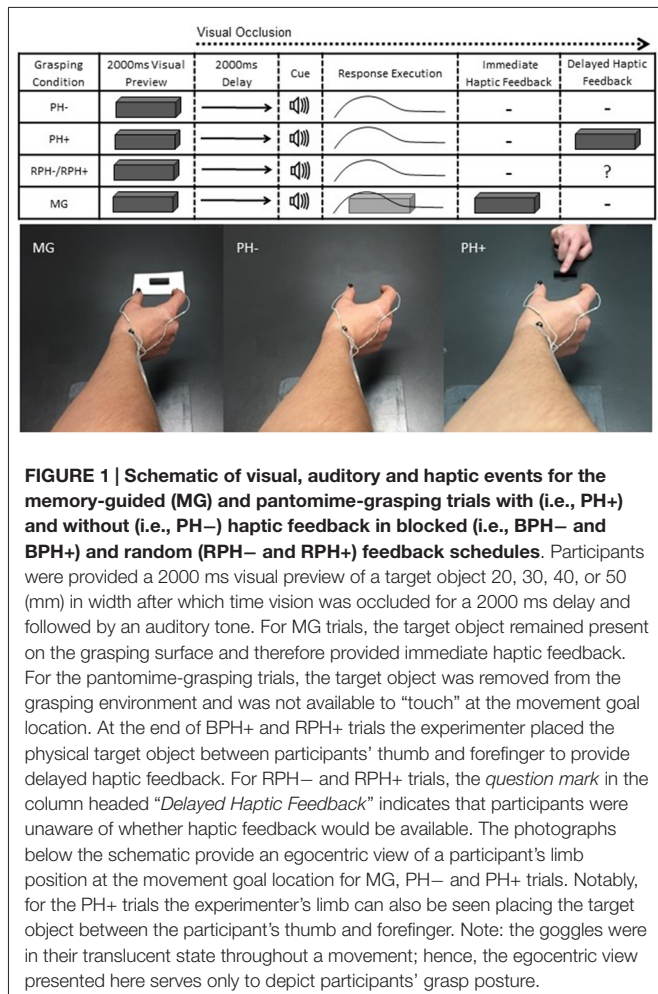 Visual Occlusion
Grasping Condition 2000ms Visual Preview 2000ms Delay Cue Response Execution Immediate Haptic Feedback Delayed Haptic Feedback
PH- - -
PH+ -
RPH-/RPH+ - ?
MG -
MG PH- PH+
FIGURE 1 | Schematic of visual, auditory and haptic events for the
memory-guided (MG) and pantomime-grasping trials with (i.e., PH+)
and without (i.e., PH−) haptic feedback in blocked (i.e., BPH− and
BPH+) and random (RPH− and RPH+) feedback schedules. Participants
were provided a 2000 ms visual preview of a target object 20, 30, 40, or 50
(mm) in width after which time vision was occluded for a 2000 ms delay and
followed by an auditory tone. For MG trials, the target object remained present
on the grasping surface and therefore provided immediate haptic feedback.
For the pantomime-grasping trials, the target object was removed from the
grasping environment and was not available to “touch” at the movement goal
location. At the end of BPH+ and RPH+ trials the experimenter placed the
physical target object between participants’ thumb and forefinger to provide
delayed haptic feedback. For RPH− and RPH+ trials, the question mark in the
column headed “Delayed Haptic Feedback” indicates that participants were
unaware of whether haptic feedback would be available. The photographs
below the schematic provide an egocentric view of a participant’s limb
position at the movement goal location for MG, PH− and PH+ trials. Notably,
for the PH+ trials the experimenter’s limb can also be seen placing the target
object between the participant’s thumb and forefinger. Note: the goggles were
in their translucent state throughout a movement; hence, the egocentric view
presented here serves only to depict participants’ grasp posture.